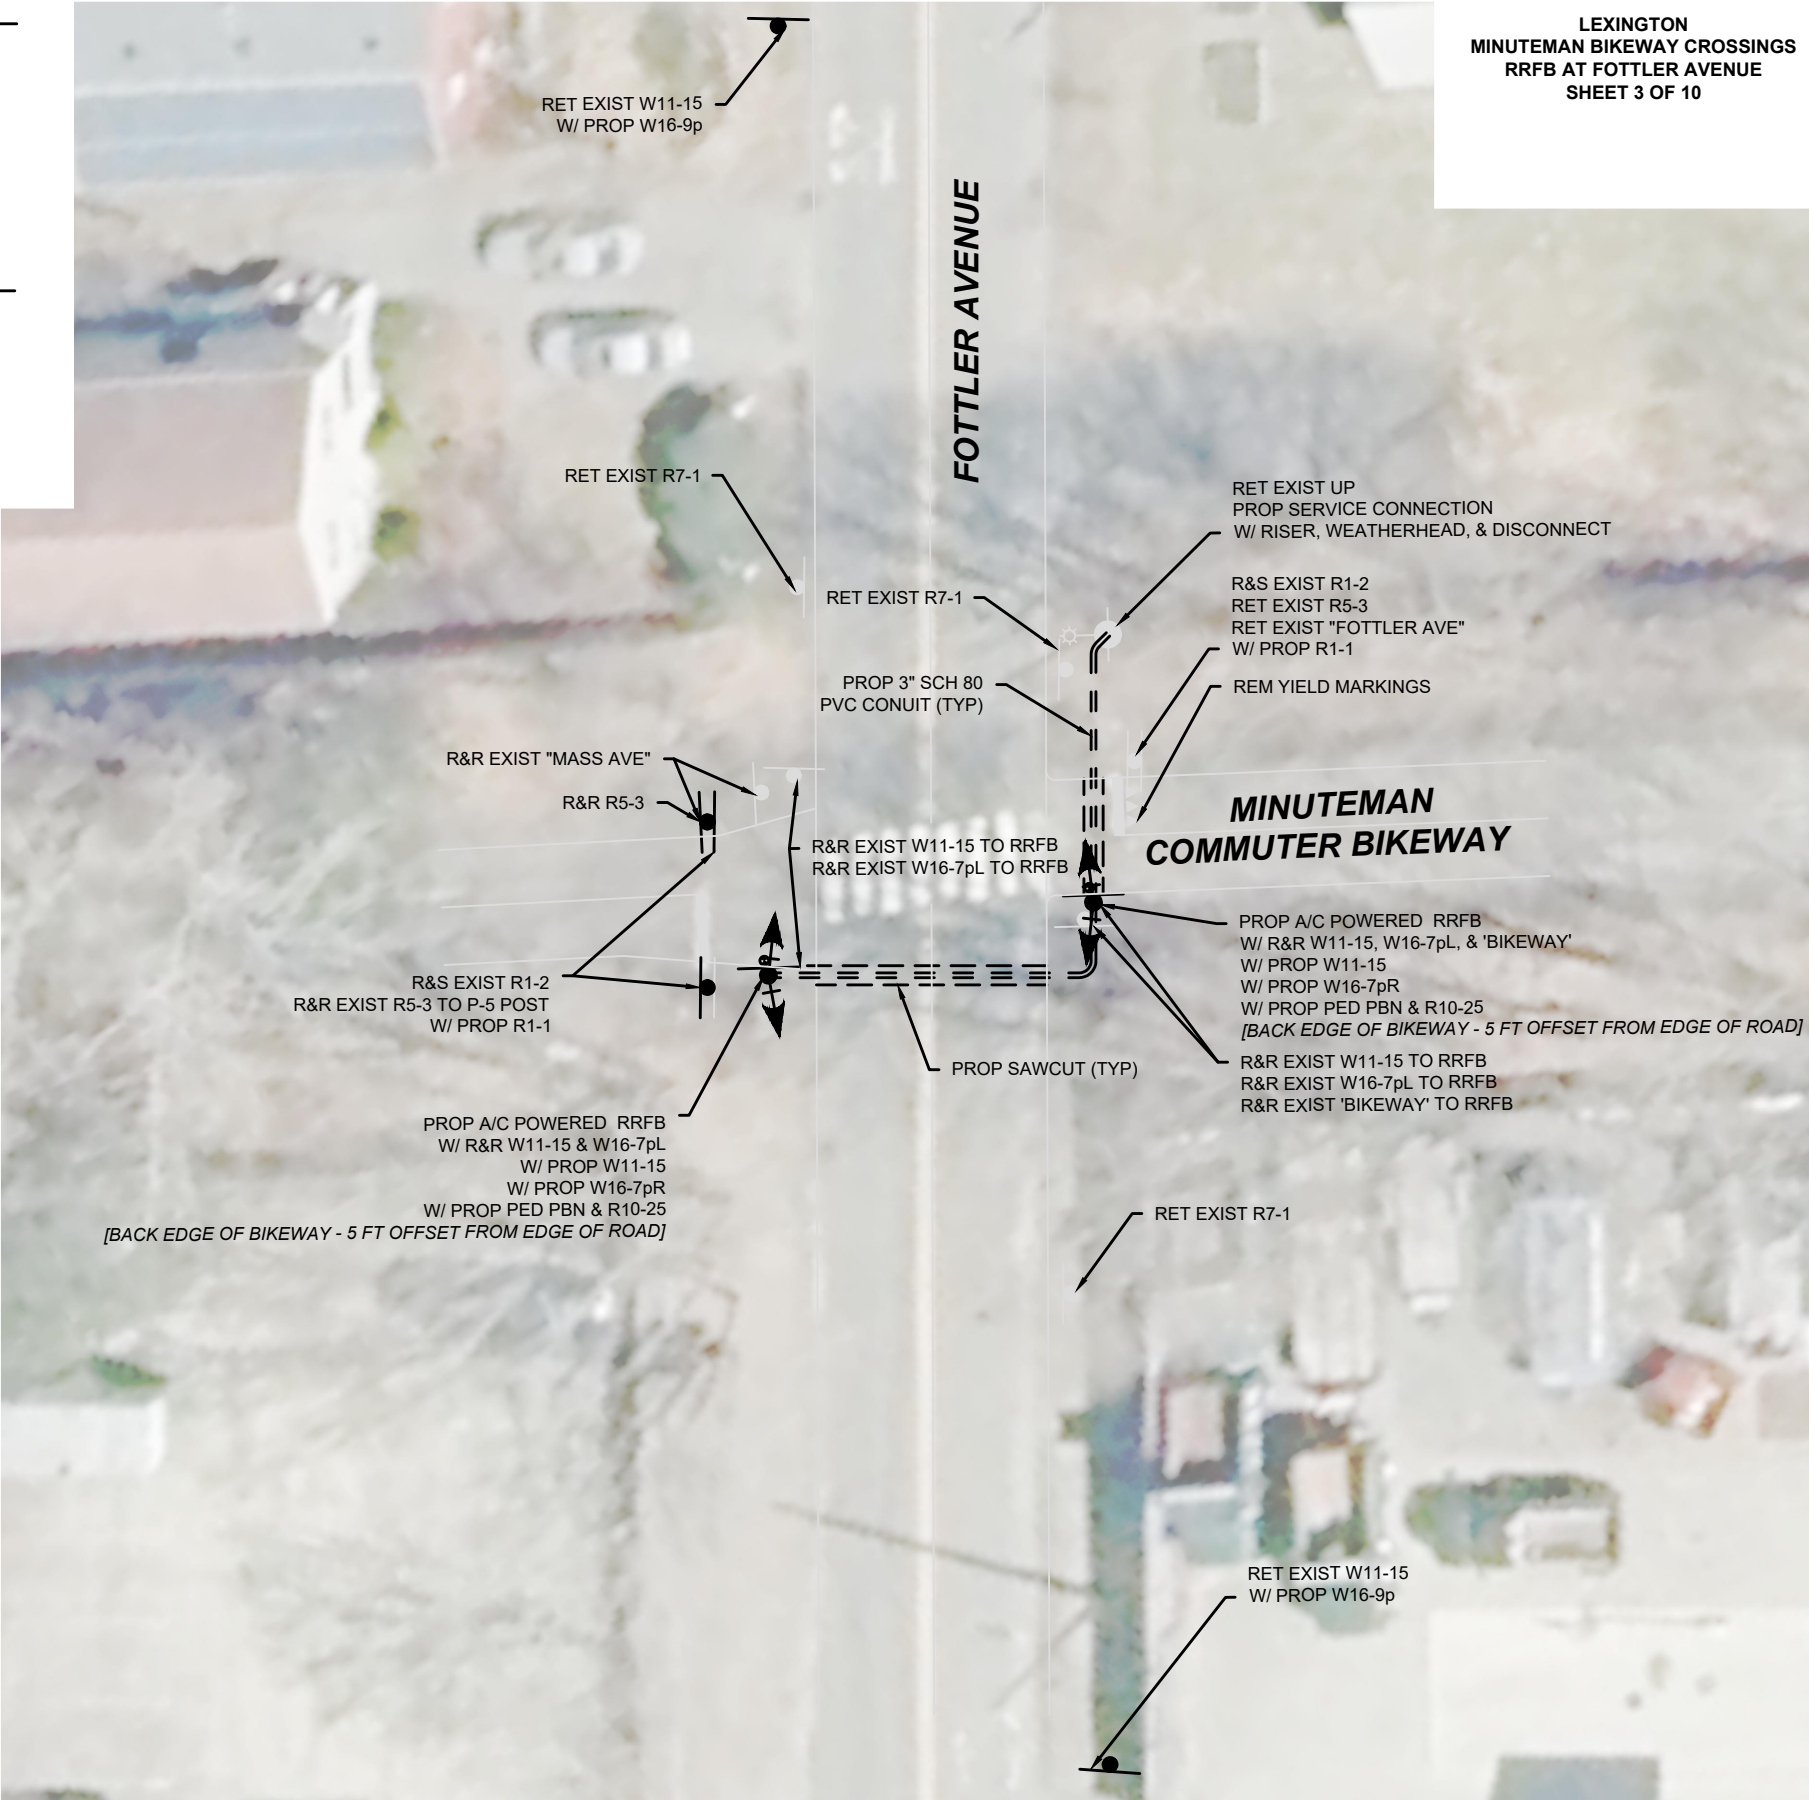 LEXINGTON
MINUTEMAN BIKEWAY CROSSINGS
RRFB AT FOTTLER AVENUE
SHEET 3 OF 10
RET EXIST W11-15
W/ PROP W16-9p
FOTTLER AVENUE
RET EXIST R7-1
RET EXIST UP
PROP SERVICE CONNECTION
W/ RISER, WEATHERHEAD, & DISCONNECT
RET EXIST R7-1
R&S EXIST R1-2
RET EXIST R5-3
RET EXIST "FOTTLER AVE"
W/ PROP R1-1
PROP 3" SCH 80
PVC CONUIT (TYP)
REM YIELD MARKINGS
R&R EXIST "MASS AVE"
R&R R5-3
MINUTEMAN
COMMUTER BIKEWAY
R&R EXIST W11-15 TO RRFB
R&R EXIST W16-7pL TO RRFB
PROP A/C POWERED RRFB
W/ R&R W11-15, W16-7pL, & 'BIKEWAY'
W/ PROP W11-15
W/ PROP W16-7pR
W/ PROP PED PBN & R10-25
[BACK EDGE OF BIKEWAY - 5 FT OFFSET FROM EDGE OF ROAD]
R&S EXIST R1-2
R&R EXIST R5-3 TO P-5 POST
W/ PROP R1-1
PROP SAWCUT (TYP)
R&R EXIST W11-15 TO RRFB
R&R EXIST W16-7pL TO RRFB
R&R EXIST 'BIKEWAY' TO RRFB
PROP A/C POWERED RRFB
W/ R&R W11-15 & W16-7pL
W/ PROP W11-15
W/ PROP W16-7pR
W/ PROP PED PBN & R10-25
[BACK EDGE OF BIKEWAY - 5 FT OFFSET FROM EDGE OF ROAD]
RET EXIST R7-1
RET EXIST W11-15
W/ PROP W16-9p